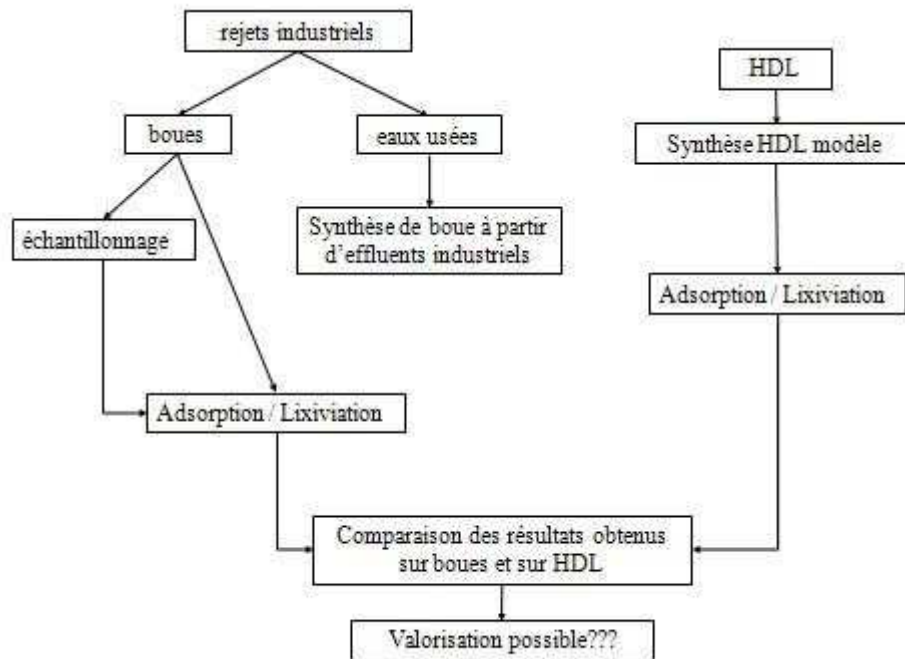 rejets industriels
HDL
boues
eaux usées
Synthèse HDL modèle
échantillonnage
Synthèse de boue à partir
d’effluents industriels
Adsorption / Lixiviation
Adsorption / Lixiviation
Comparaison des résultats obtenus
sur boues et sur HDL
Valorisation possible???